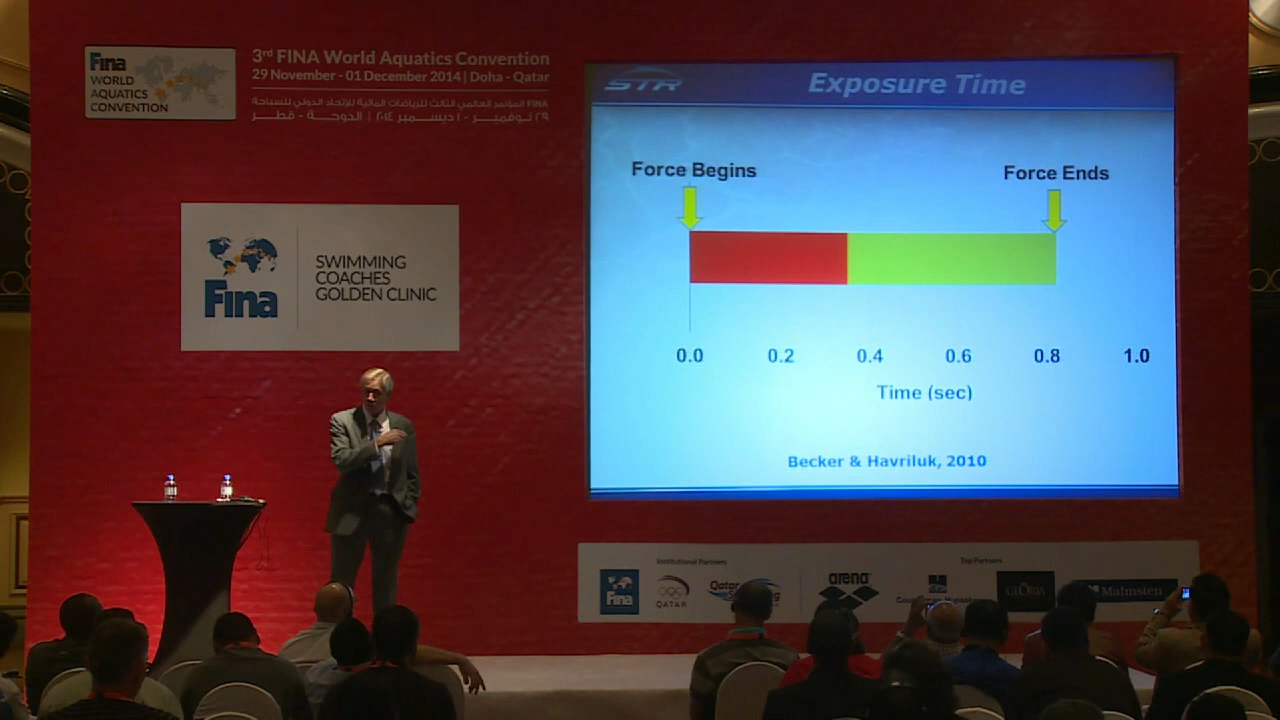 Fina
WORLD
AQUATICS
CONVENTION
3rd FINA World Aquatics Convention
29 November - 01 December 2014 | Doha - Qatar
FINA المؤتمر العالمي الثالث للرياضات المائية للإتحاد الدولي للسباحة
٢٩ نوفمبر - ١ ديسمبر ٢٠١٤ | الدوحة - قطر
Fina
SWIMMING
COACHES
GOLDEN CLINIC
STR
Exposure Time
Force Begins
Force Ends
0.0 0.2 0.4 0.6 0.8 1.0
Time (sec)
Becker & Havriluk, 2010
Institutional Partners
Top Partners
Fina
QATAR
Qatar
arena
GLORIA
Malmsten